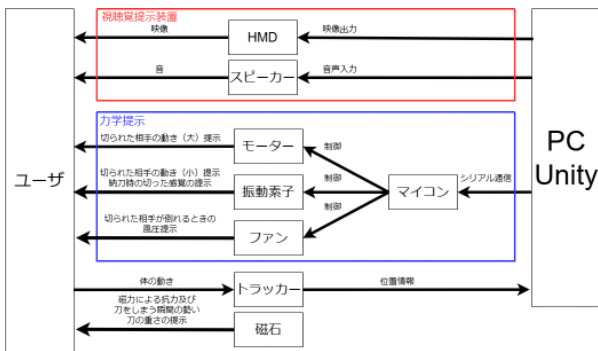 視聴覚提示装置
映像
HMD
映像出力
音
スピーカー
音声入力
力学提示
切られた相手の動き（大）提示
モーター
制御
切られた相手の動き（小）提示
納刀時の切った感覚の提示
振動素子
制御
マイコン
シリアル通信
切られた相手が倒れるときの
風圧提示
ファン
制御
ユーザ
PC
Unity
体の動き
トラッカー
位置情報
磁力による抗力及び
刀をしまう瞬間の勢い
刀の重さの提示
磁石